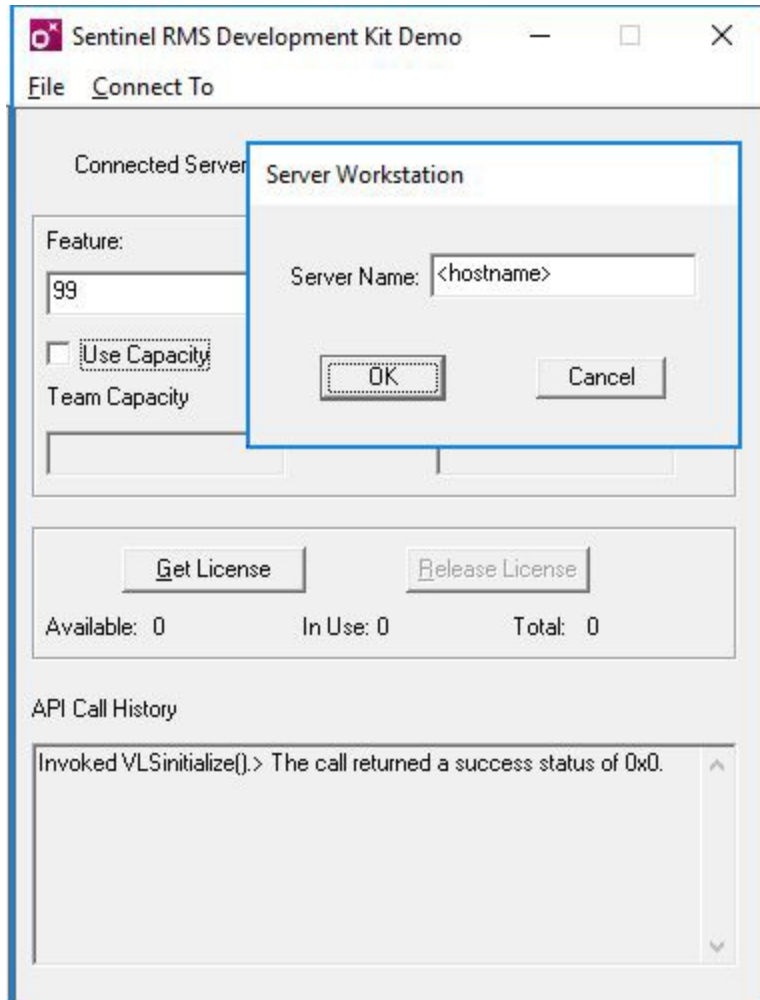 Sentinel RMS Development Kit Demo
File Connect To
Connected Server
Server Workstation
Server Name: <hostname>
OK Cancel
Feature:
99
Use Capacity
Team Capacity
Get License Release License
Available: 0 In Use: 0 Total: 0
API Call History
Invoked VLSinitialize().> The call returned a success status of 0x0.